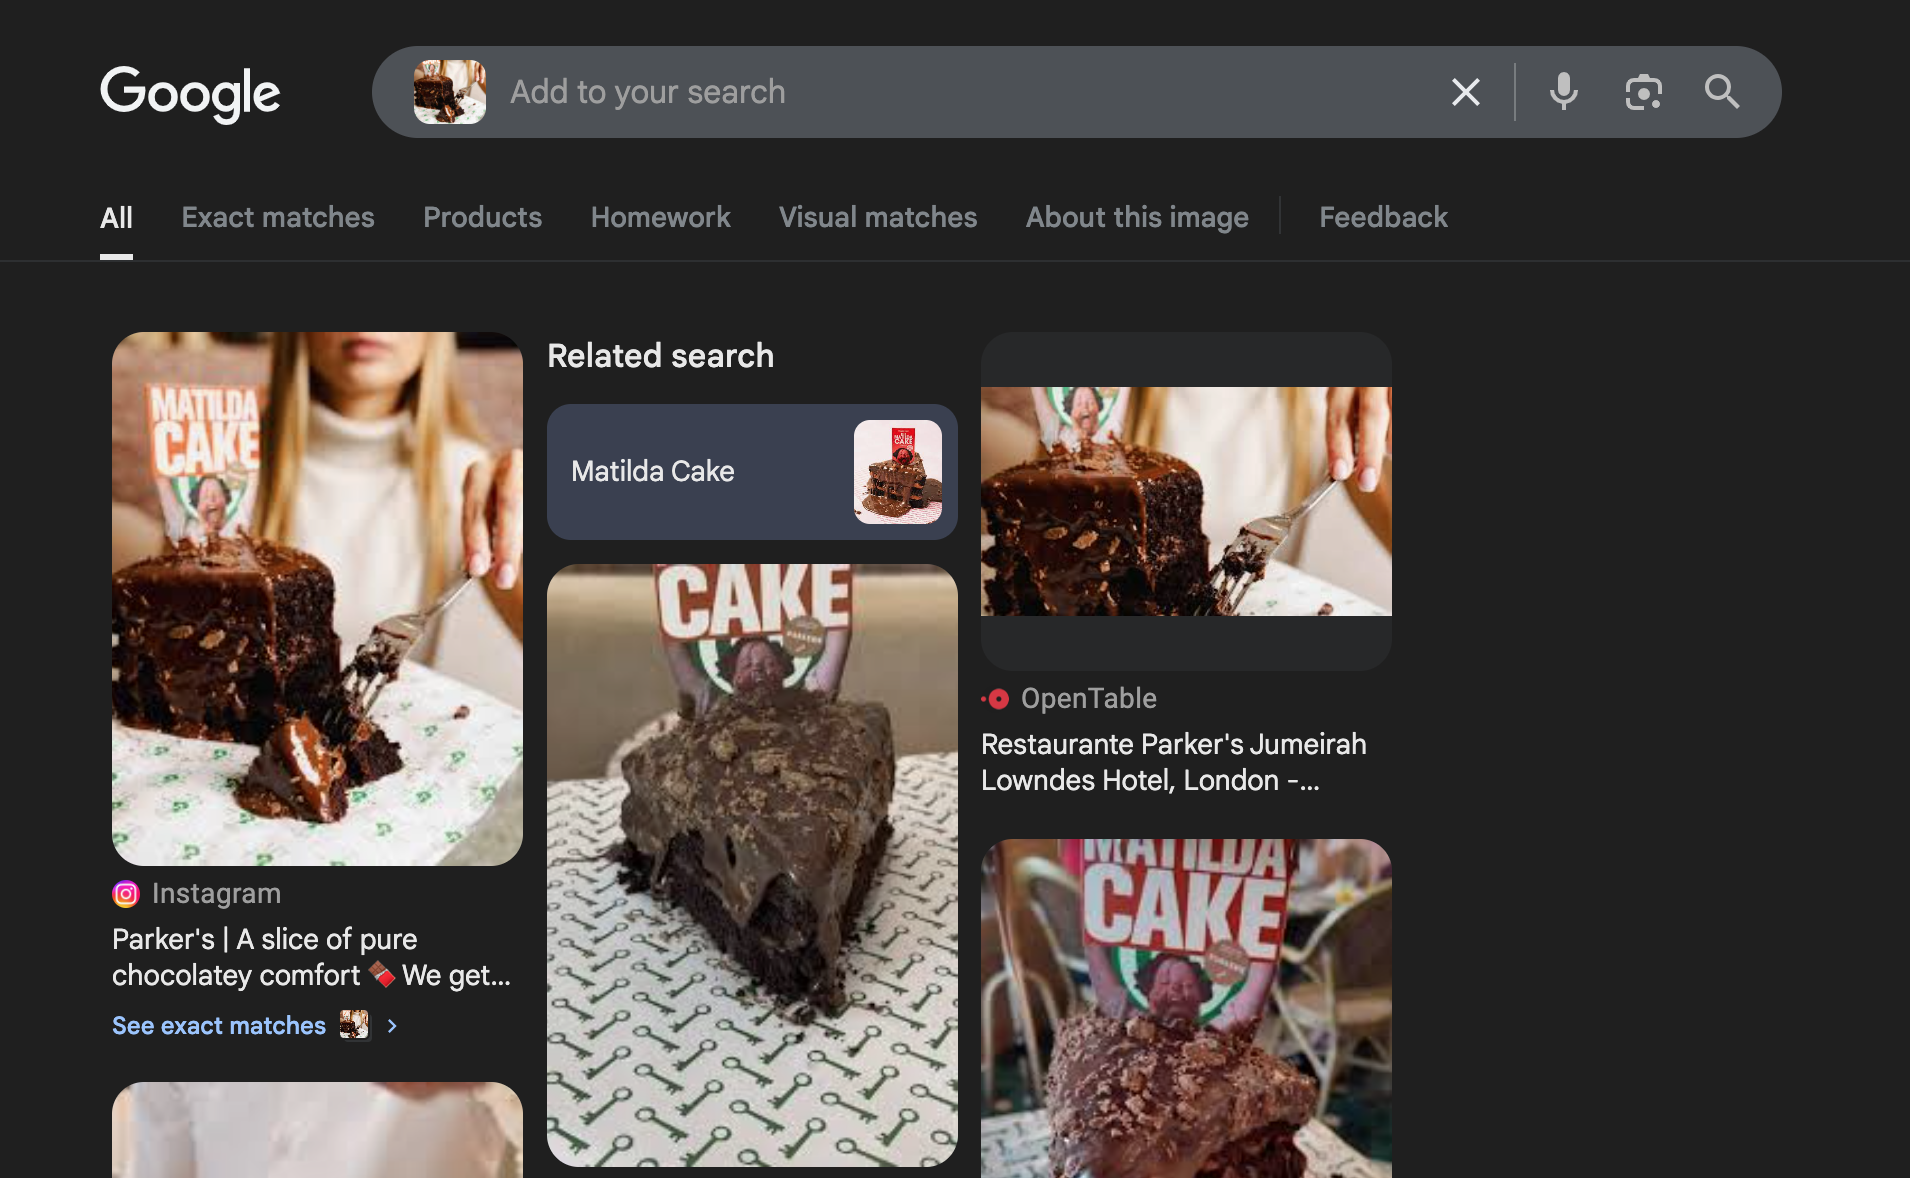 Google
Add to your search
All
Exact matches
Products
Homework
Visual matches
About this image
Feedback
MATILDA
CAKE
Instagram
Parker's | A slice of pure
chocolatey comfort 🍫 We get...
See exact matches
Related search
Matilda Cake
MATILDA
CAKE
CAKE
OpenTable
Restaurante Parker's Jumeirah
Lowndes Hotel, London -...
MATILDA
CAKE